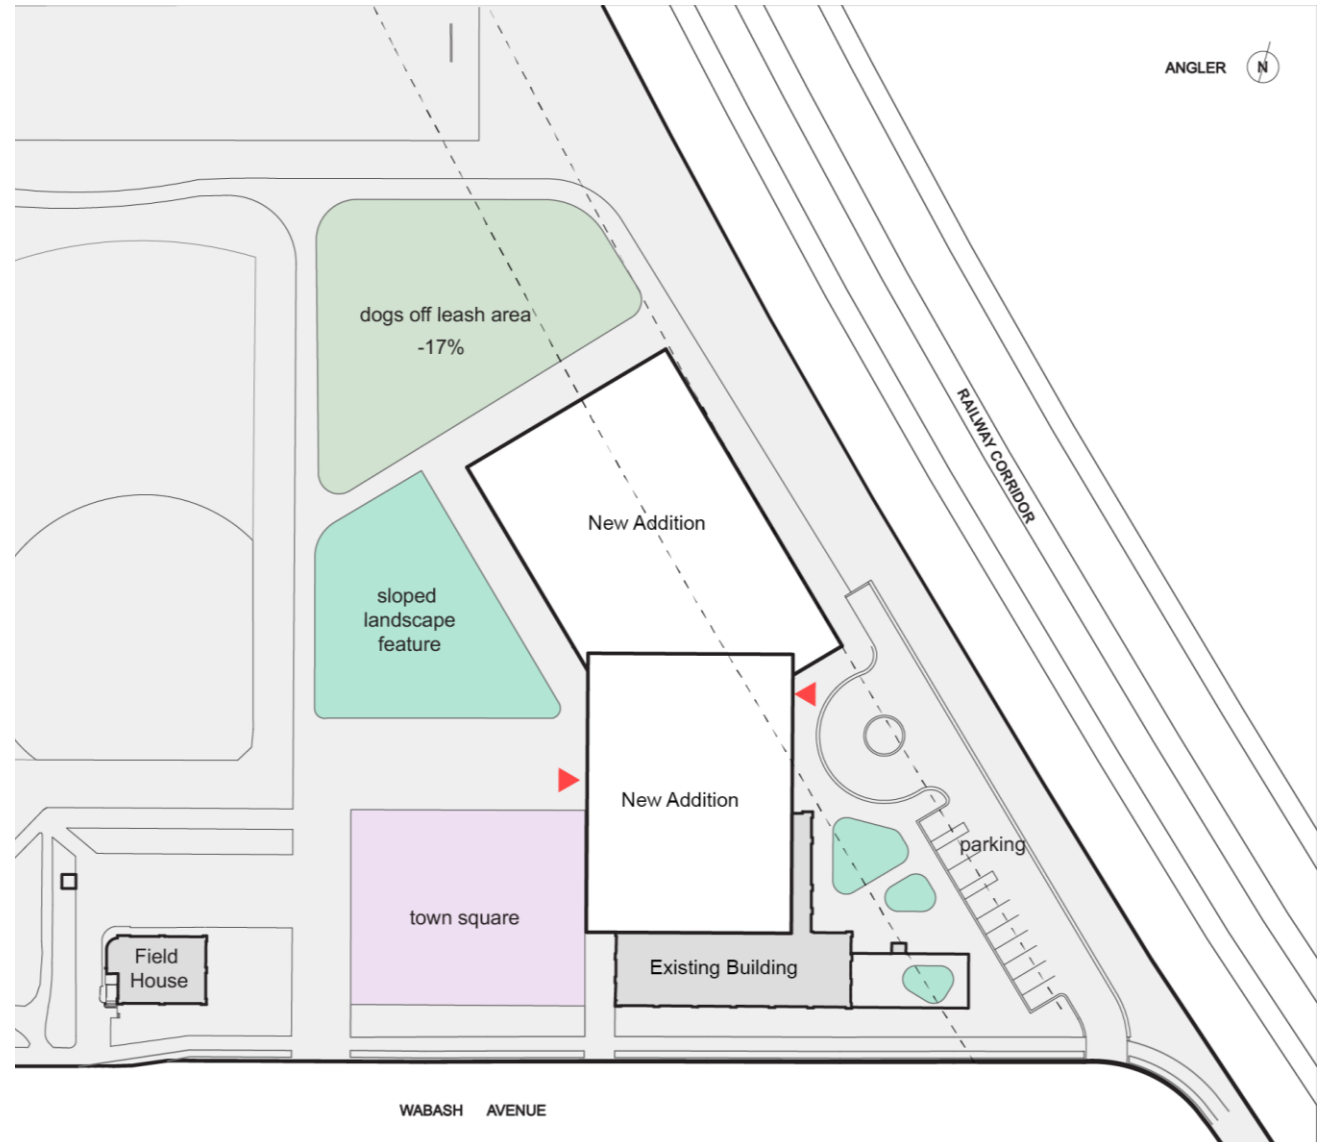 ANGLER N
dogs off leash area
-17%
RAILWAY CORRIDOR
New Addition
sloped
landscape
feature
New Addition
parking
town square
Field
House
Existing Building
WABASH AVENUE